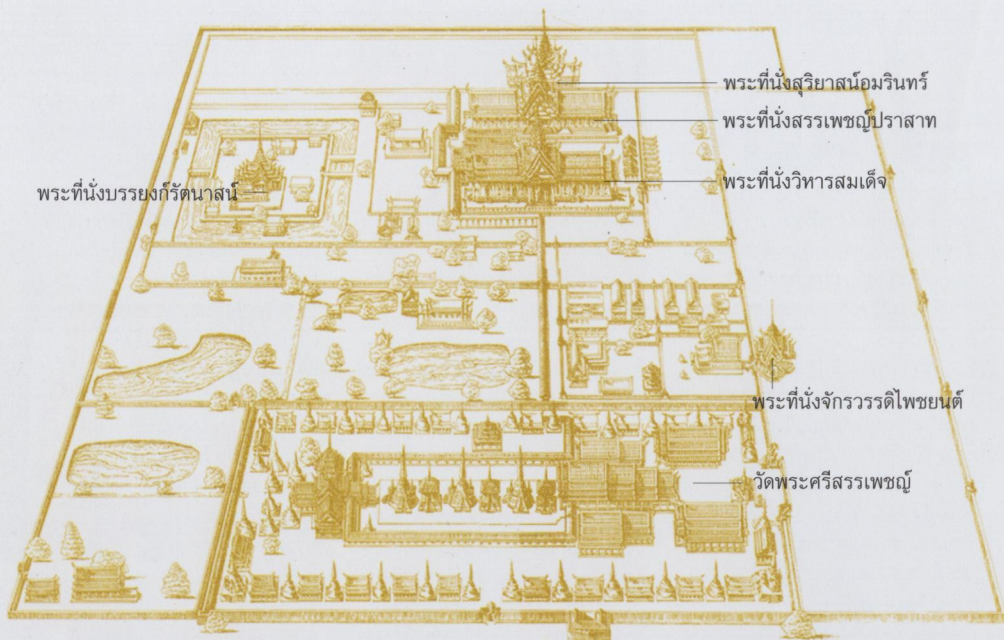 พระที่นั่งสุริยาสน์อมรินทร์
พระที่นั่งสรรเพชญ์ปราสาท
พระที่นั่งวิหารสมเด็จ
พระที่นั่งบรรยงก์รัตนาสน์
พระที่นั่งจักรวรรดิไพชยนต์
วัดพระศรีสรรเพชญ์